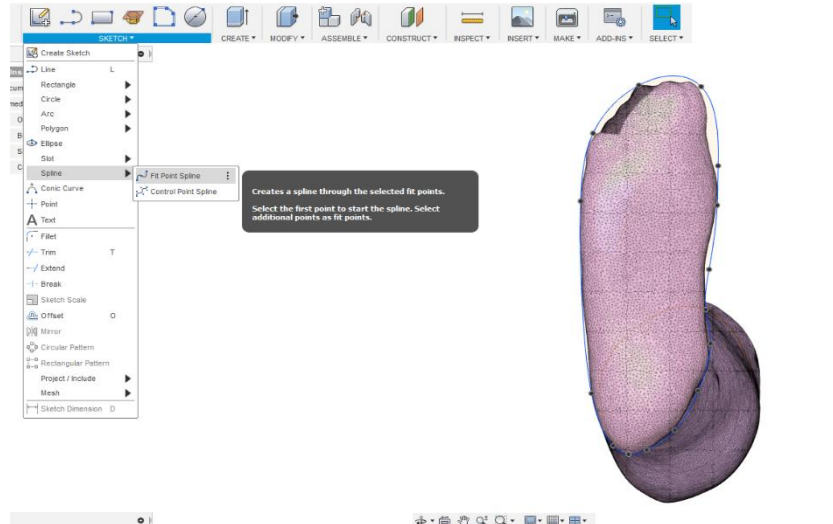 SKETCH ▾
CREATE ▾
MODIFY ▾
ASSEMBLE ▾
CONSTRUCT ▾
INSPECT ▾
INSERT ▾
MAKE ▾
ADD-INS ▾
SELECT ▾
Create Sketch
Line L
Rectangle
Circle
Arc
Polygon
Ellipse
Slot
Spline
Conic Curve
Point
Text
Fillet
Trim T
Extend
Break
Sketch Scale
Offset O
Mirror
Circular Pattern
Rectangular Pattern
Project / Include
Mesh
Sketch Dimension D
Fit Point Spline
Control Point Spline
Creates a spline through the selected fit points.
Select the first point to start the spline. Select
additional points as fit points.